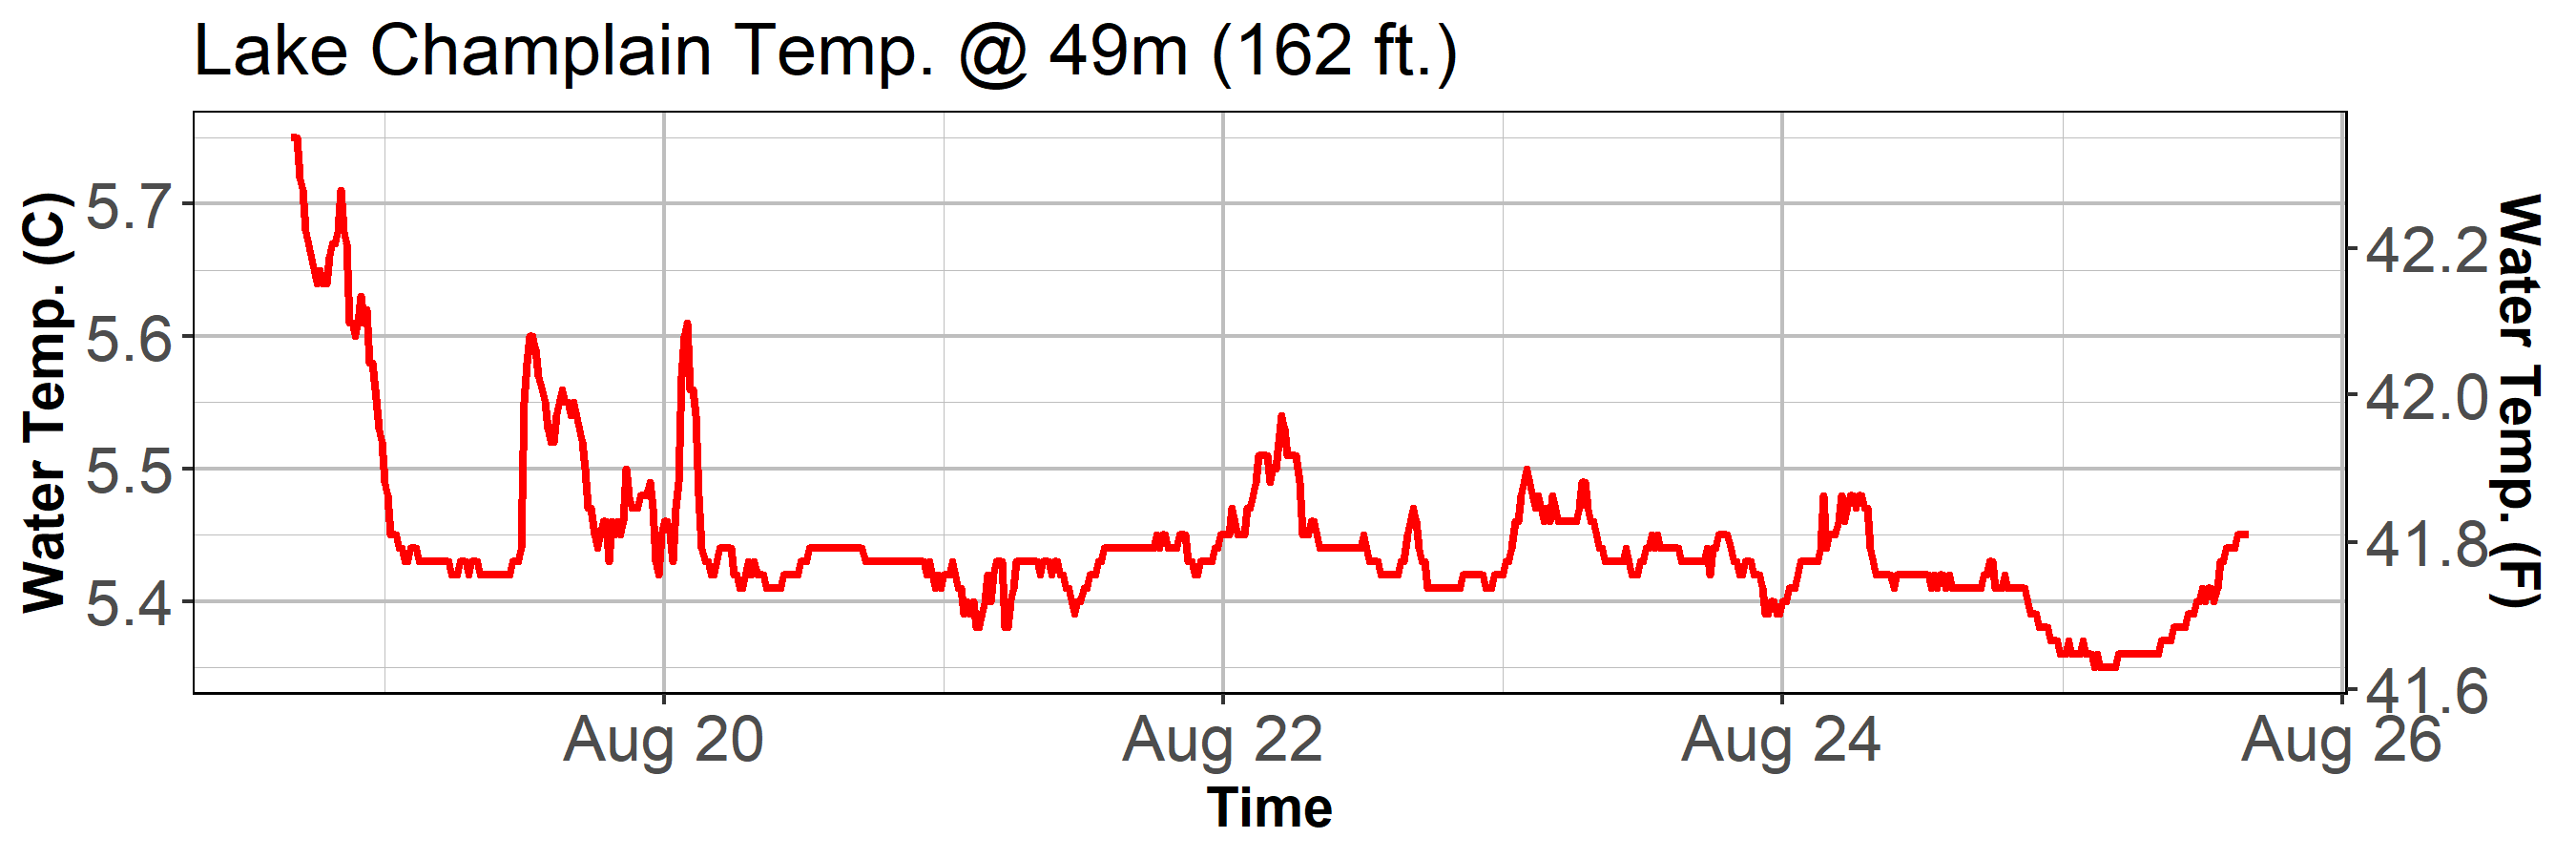 Lake Champlain Temp. @ 49m (162 ft.)
Water Temp. (C)
5.7
5.6
5.5
5.4
42.2
42.0
41.8
41.6
Water Temp. (F)
Aug 20
Aug 22
Aug 24
Aug 26
Time